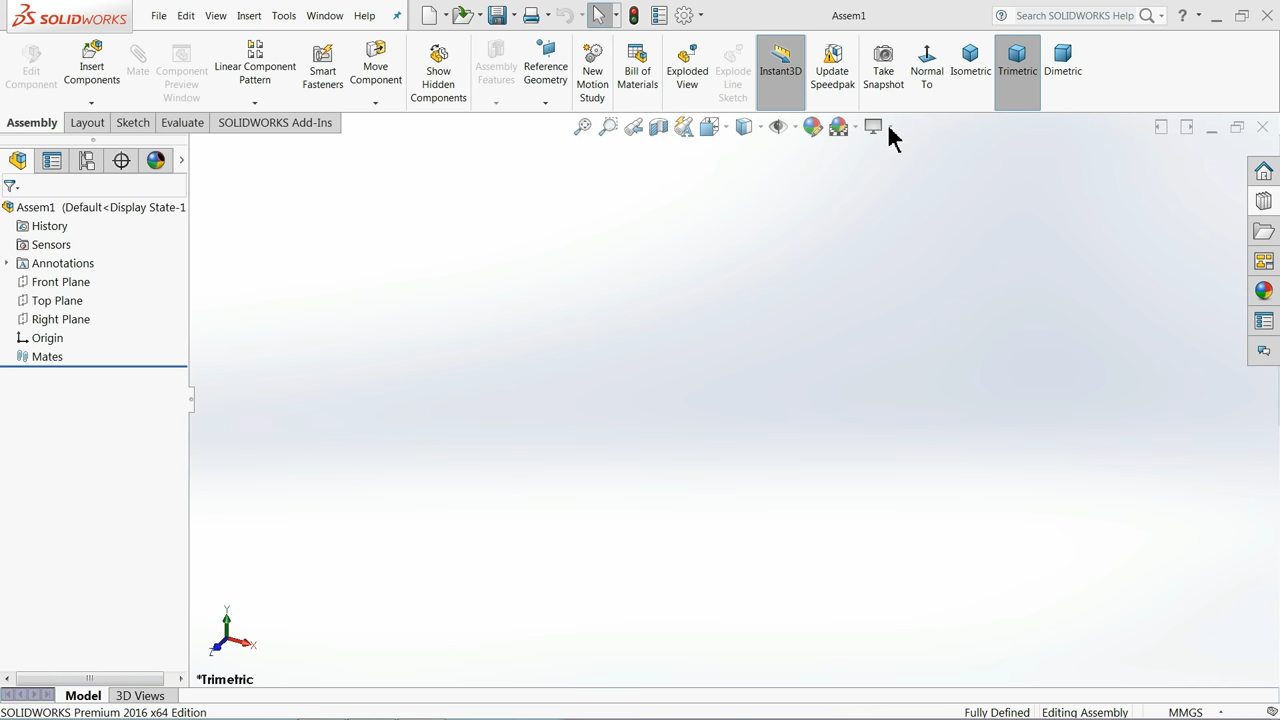 SOLIDWORKS
File Edit View Insert Tools Window Help
Assem1
Search SOLIDWORKS Help
Edit Component
Insert Components
Mate
Component Preview Window
Linear Component Pattern
Smart Fasteners
Move Component
Show Hidden Components
Assembly Features
Reference Geometry
New Motion Study
Bill of Materials
Exploded View
Explode Line Sketch
Instant3D
Update Speedpak
Take Snapshot
Normal To
Isometric
Trimetric
Dimetric
Assembly Layout Sketch Evaluate SOLIDWORKS Add-Ins
Assem1 (Default<Display State-1
History
Sensors
Annotations
Front Plane
Top Plane
Right Plane
Origin
Mates
Y
X
Z
*Trimetric
Model 3D Views
SOLIDWORKS Premium 2016 x64 Edition
Fully Defined Editing Assembly MMGS